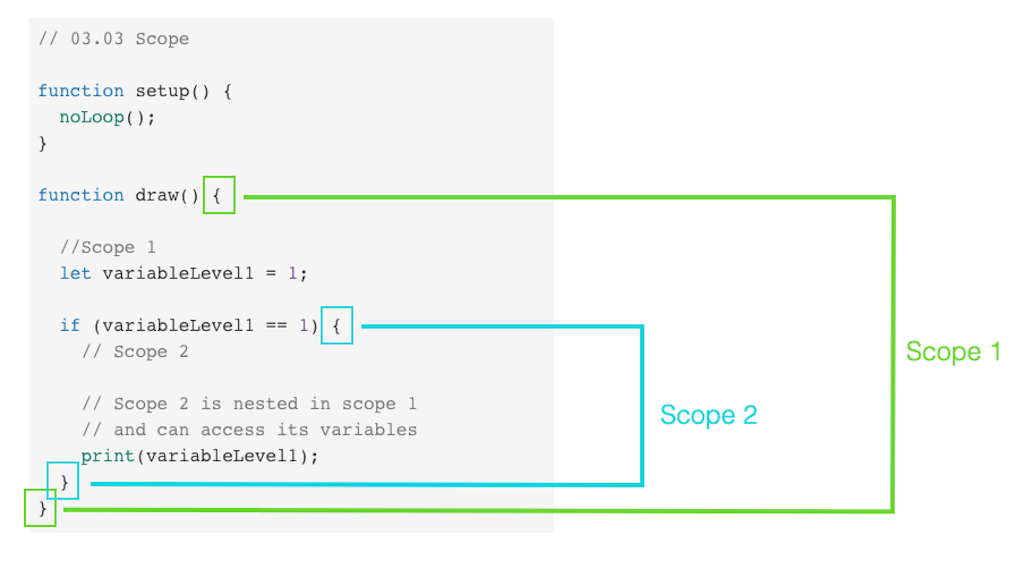 // 03.03 Scope
function setup() {
noLoop();
}
function draw() {
//Scope 1
let variableLevel1 = 1;
if (variableLevel1 == 1) {
// Scope 2
Scope 1
// Scope 2 is nested in scope 1
Scope 2
// and can access its variables
print(variableLevel1);
}
}